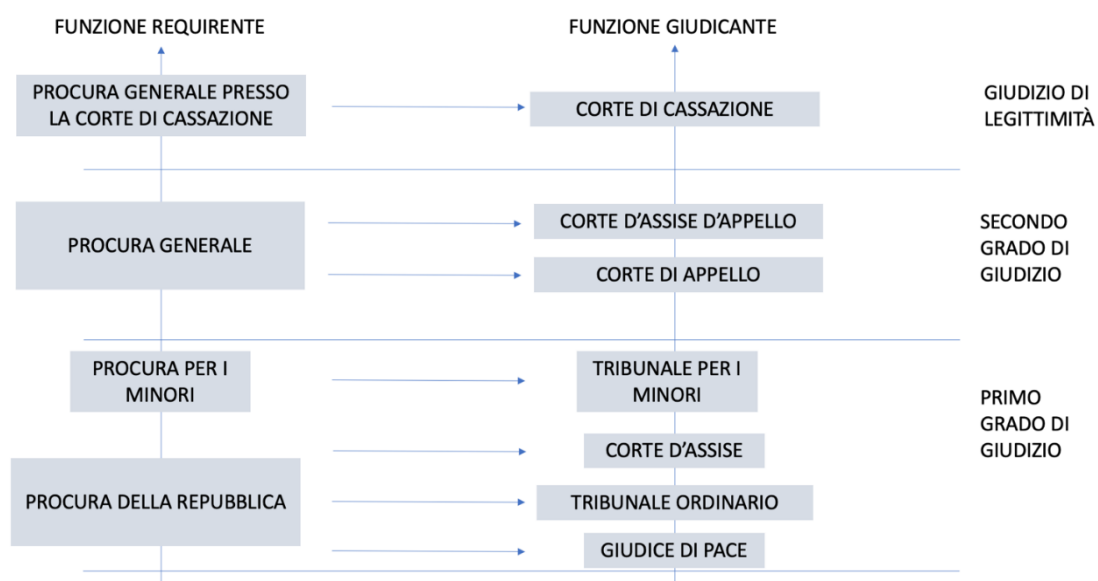 FUNZIONE REQUIRENTE
FUNZIONE GIUDICANTE
PROCURA GENERALE PRESSO
LA CORTE DI CASSAZIONE
CORTE DI CASSAZIONE
GIUDIZIO DI
LEGITTIMITÀ
PROCURA GENERALE
CORTE D'ASSISE D'APPELLO
CORTE DI APPELLO
SECONDO
GRADO DI
GIUDIZIO
PROCURA PER I
MINORI
TRIBUNALE PER I
MINORI
PRIMO
GRADO DI
GIUDIZIO
PROCURA DELLA REPUBBLICA
CORTE D'ASSISE
TRIBUNALE ORDINARIO
GIUDICE DI PACE